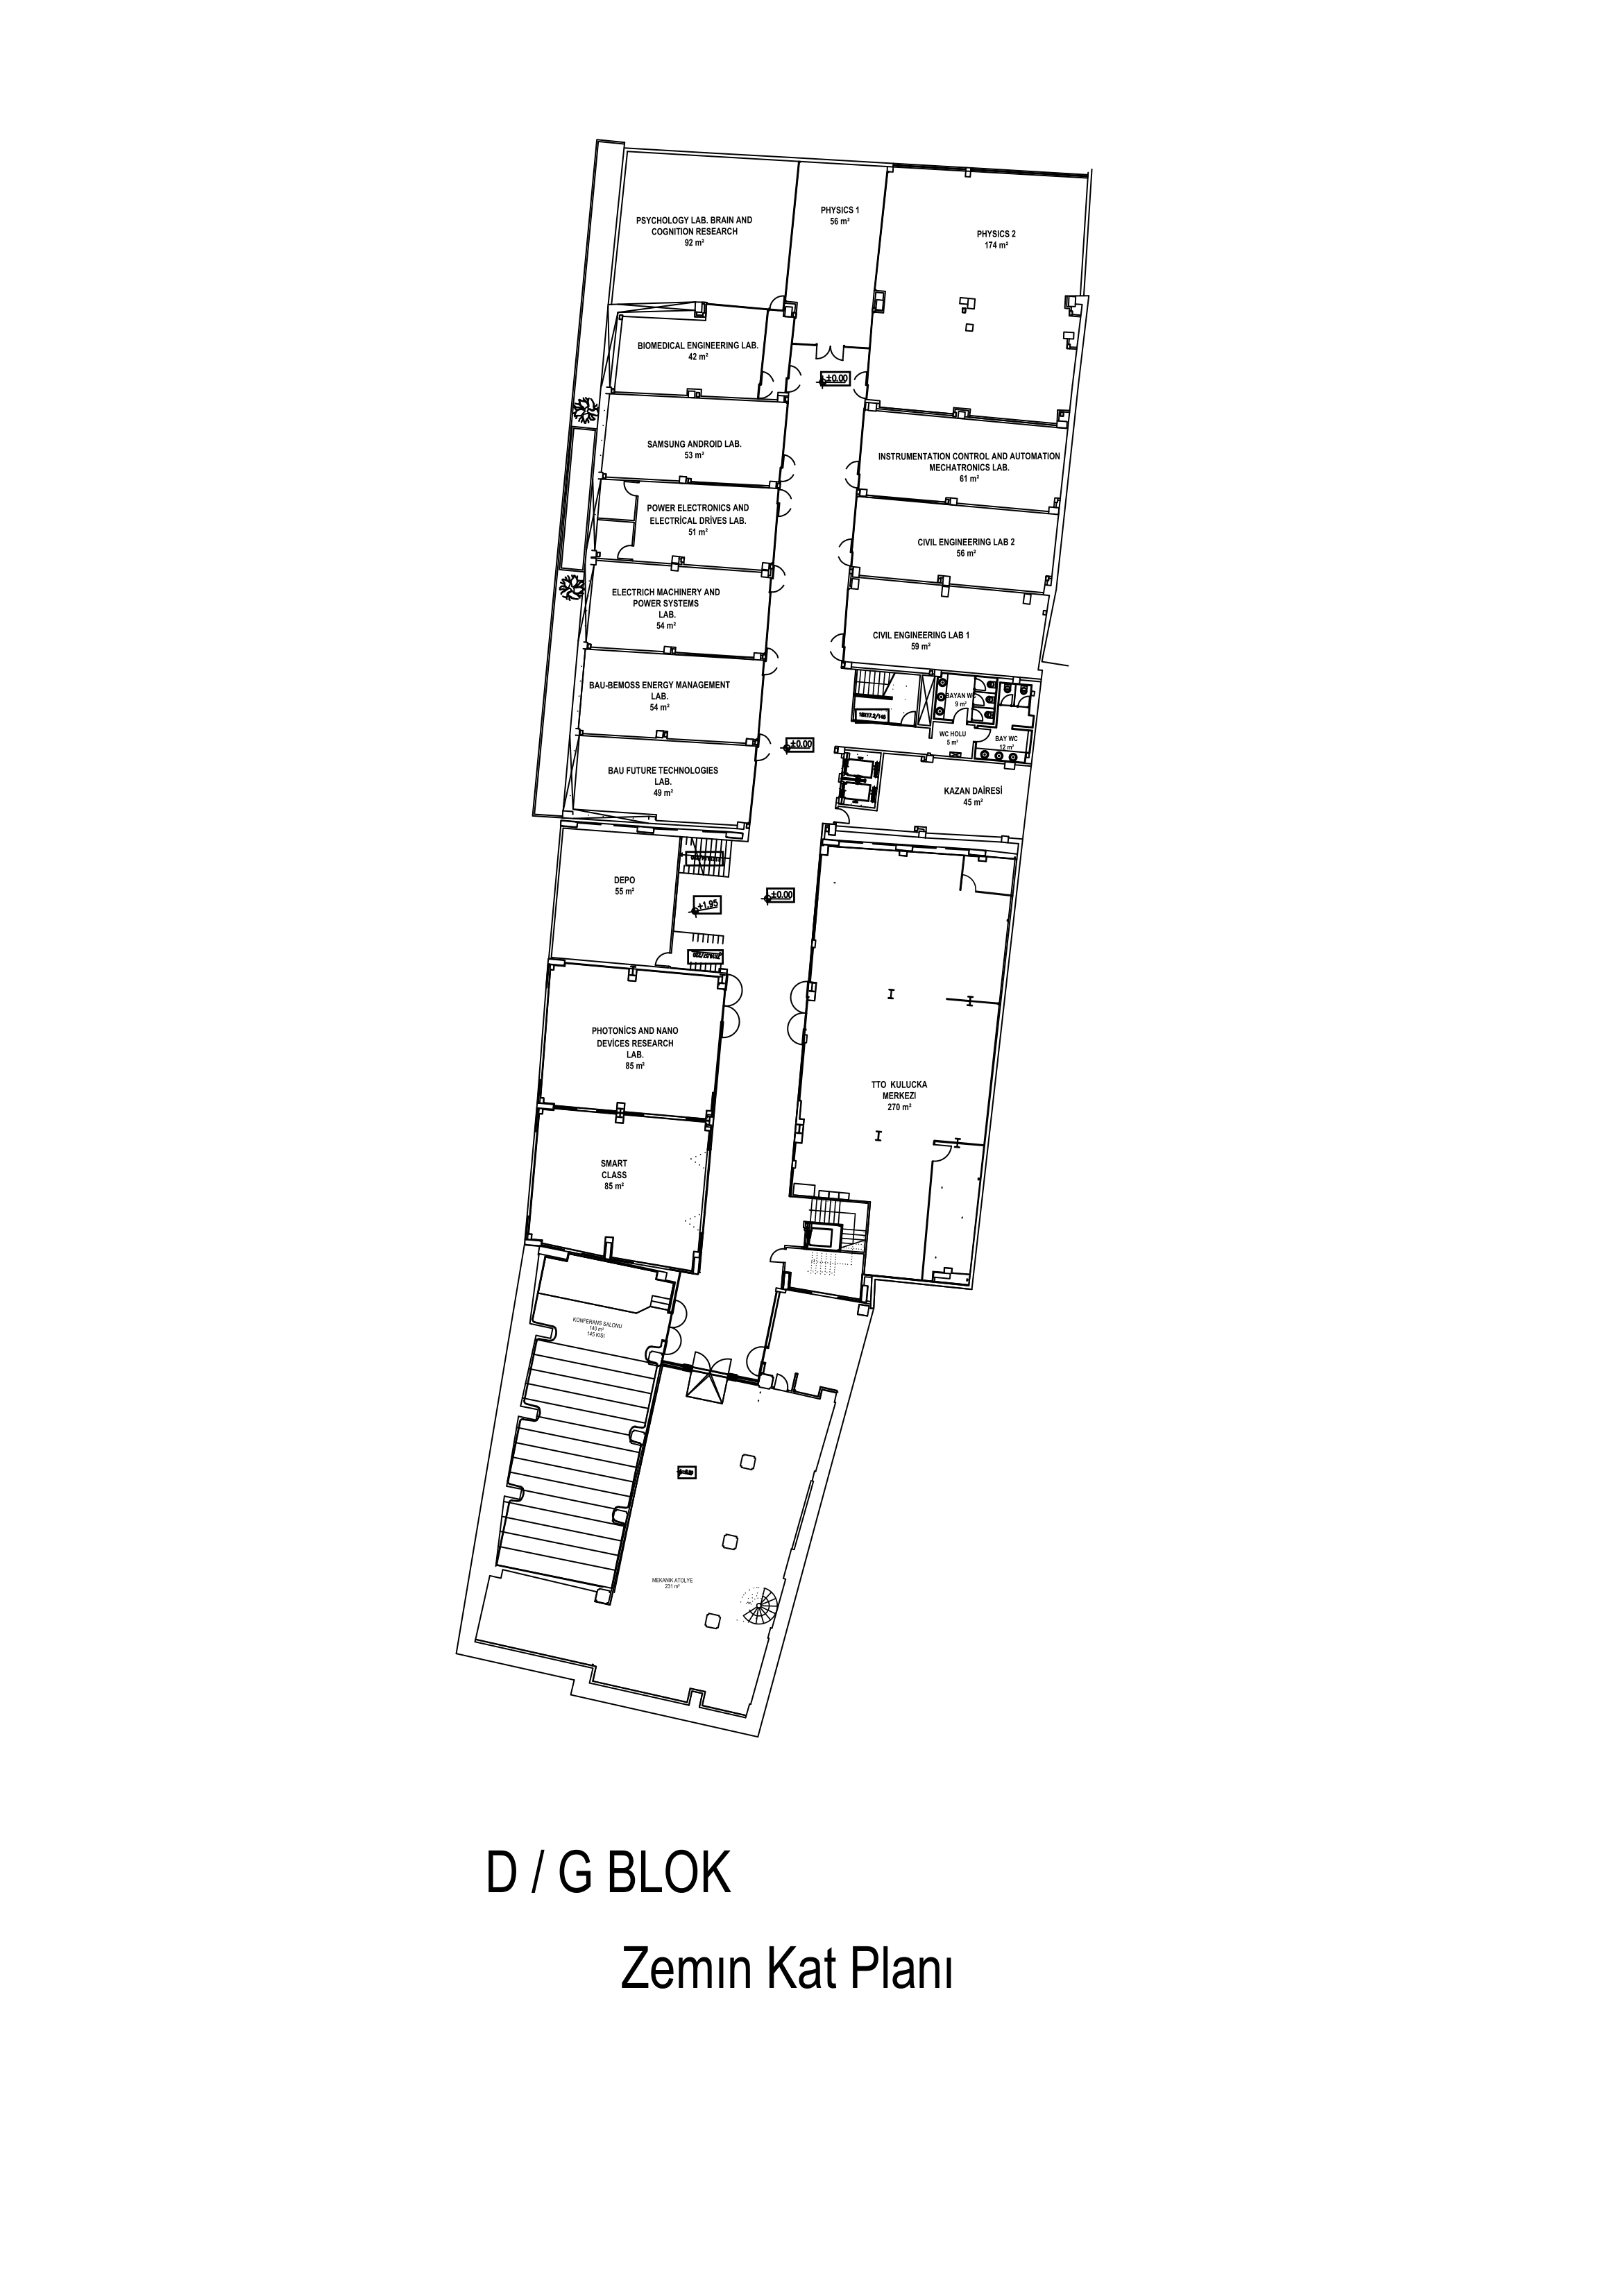 PSYCHOLOGY LAB. BRAIN AND
COGNITION RESEARCH
92 m²
PHYSICS 1
56 m²
PHYSICS 2
174 m²
BIOMEDICAL ENGINEERING LAB.
42 m²
±0.00
SAMSUNG ANDROID LAB.
53 m²
INSTRUMENTATION CONTROL AND AUTOMATION
MECHATRONICS LAB.
61 m²
POWER ELECTRONICS AND
ELECTRİCAL DRİVES LAB.
51 m²
CIVIL ENGINEERING LAB 2
56 m²
ELECTRICH MACHINERY AND
POWER SYSTEMS
LAB.
54 m²
CIVIL ENGINEERING LAB 1
59 m²
BAU-BEMOSS ENERGY MANAGEMENT
LAB.
54 m²
BAYAN WC
9 m²
WC HOLU
5 m²
BAY WC
12 m²
±0.00
BAU FUTURE TECHNOLOGIES
LAB.
49 m²
KAZAN DAİRESİ
45 m²
DEPO
55 m²
+1.95
±0.00
PHOTONİCS AND NANO
DEVİCES RESEARCH
LAB.
85 m²
TTO KULUCKA
MERKEZI
270 m²
SMART
CLASS
85 m²
KONFERANS SALONU
146 m²
145 KISI
MEKANIK ATOLYE
231 m²
D / G BLOK
Zemın Kat Planı